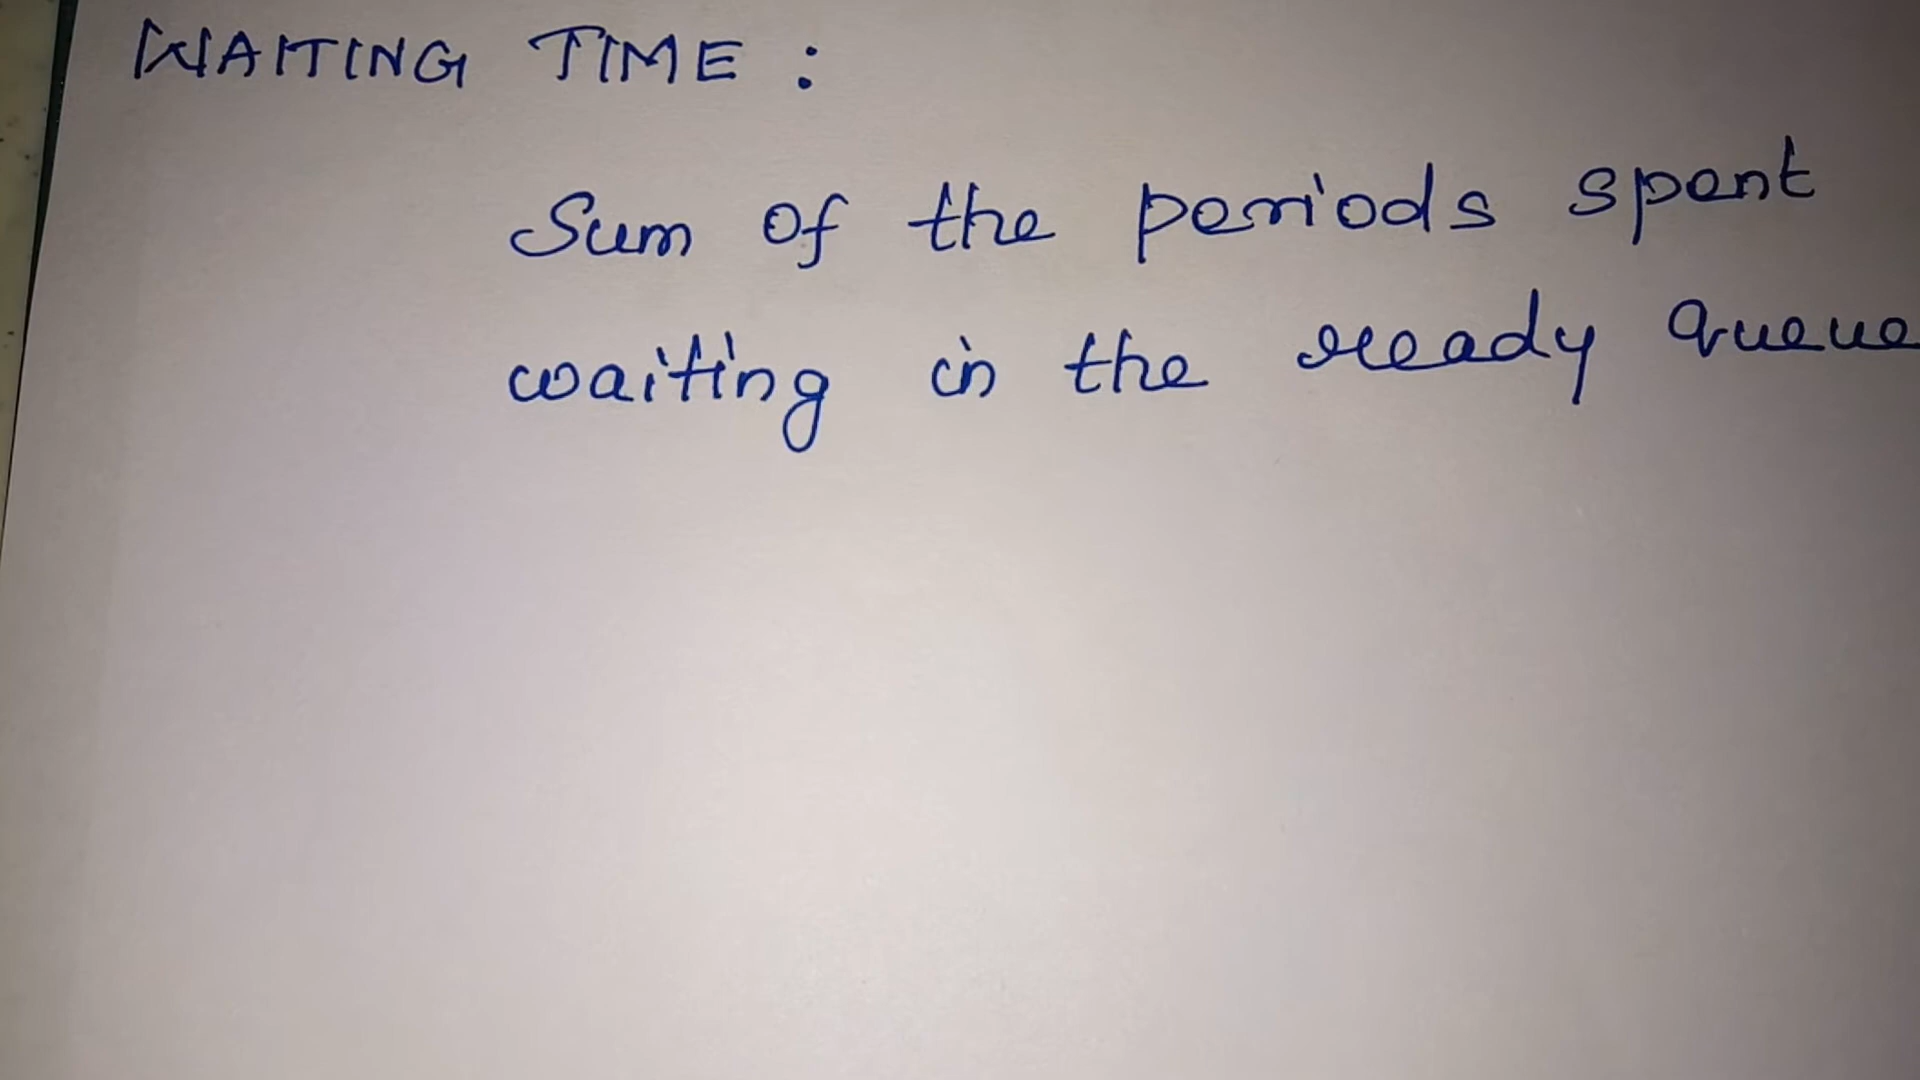 WAITING TIME :
Sum of the periods spent
waiting in the ready queue